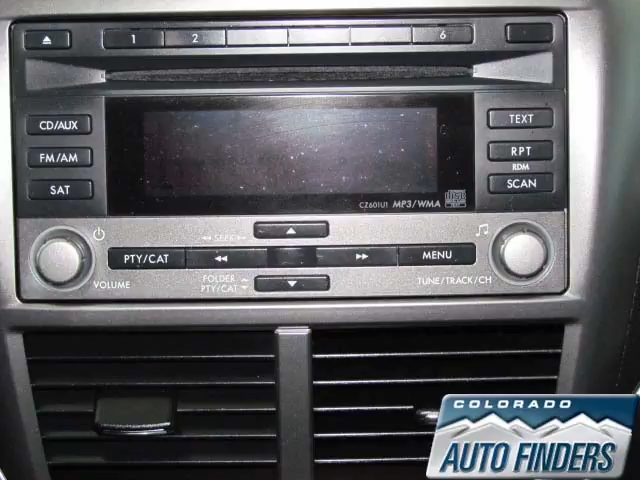 1 2 6
CD/AUX
FM/AM
SAT
TEXT
RPT
RDM
SCAN
CZ601U1 MP3/WMA
SEEK
PTY/CAT
MENU
VOLUME
FOLDER
PTY/CAT
TUNE/TRACK/CH
COLORADO
AUTO FINDERS